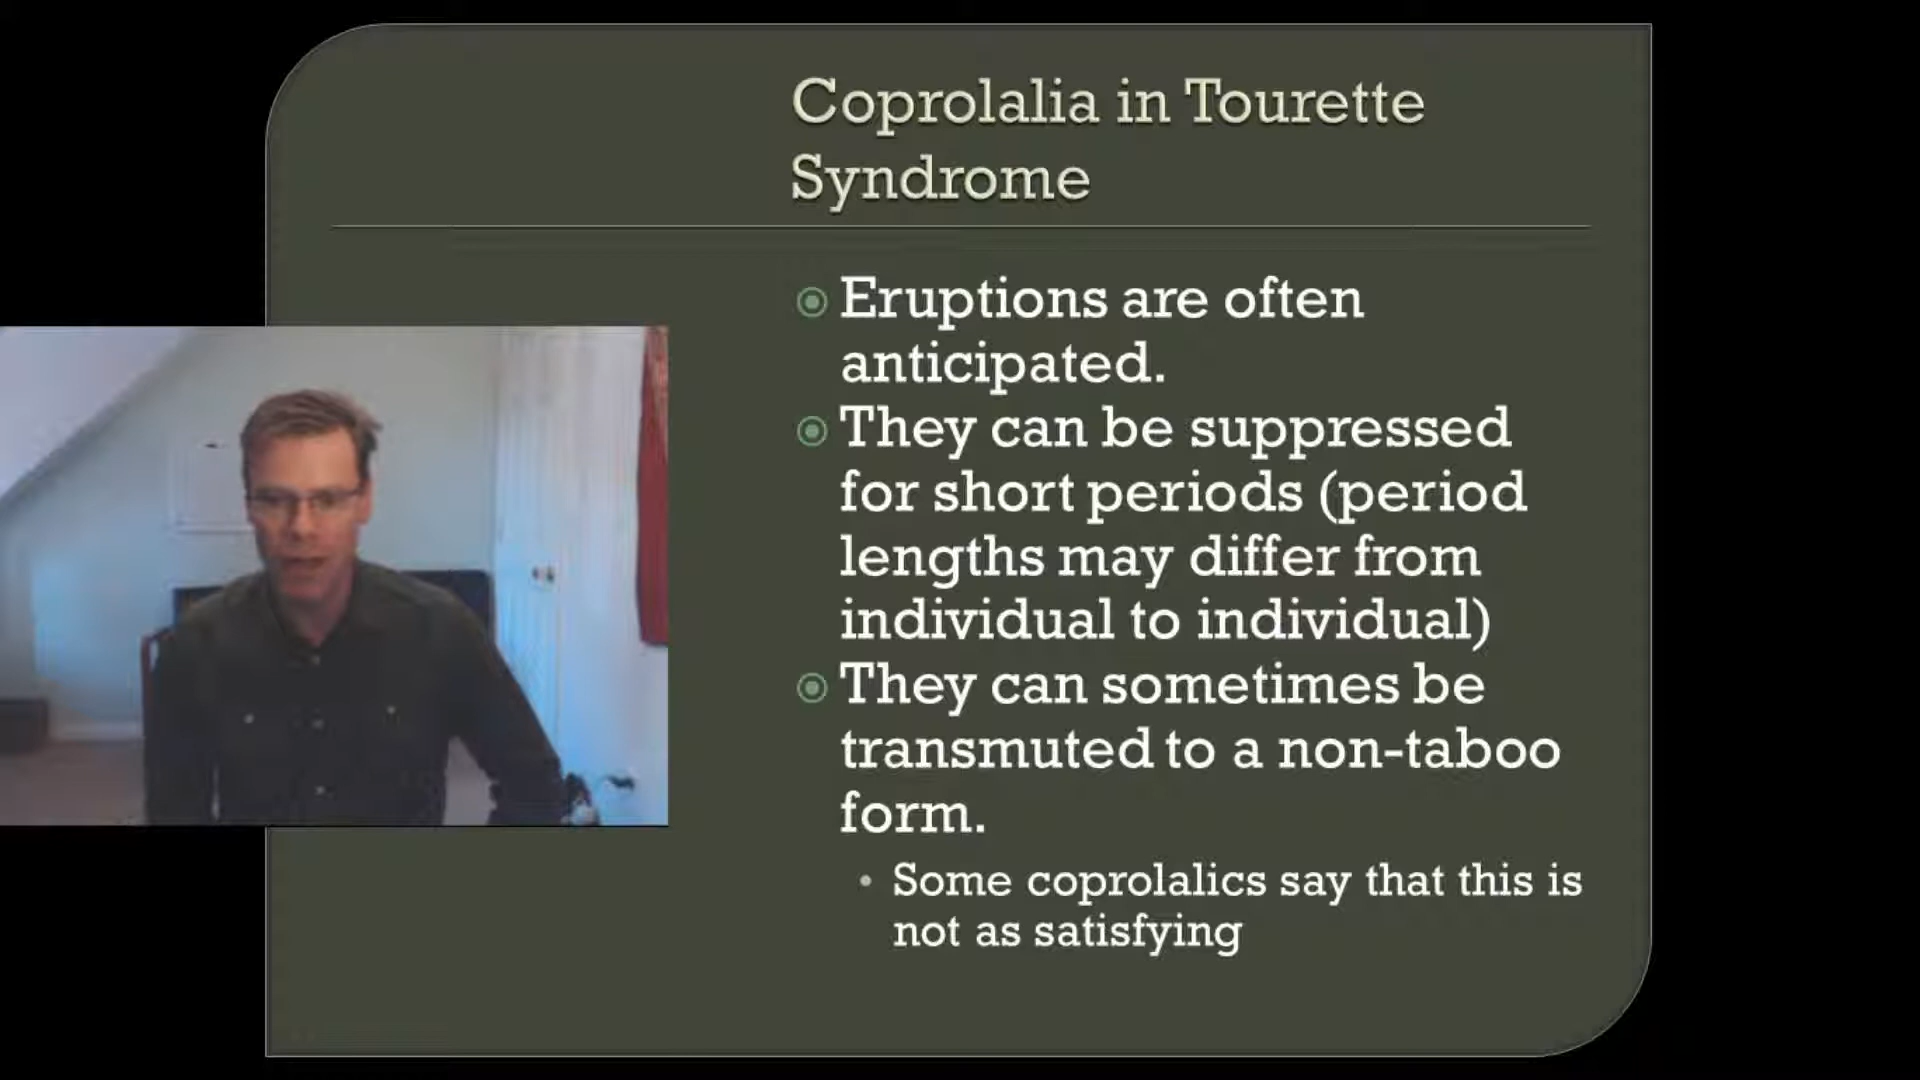 Coprolalia in Tourette
Syndrome
Eruptions are often
anticipated.
They can be suppressed
for short periods (period
lengths may differ from
individual to individual)
They can sometimes be
transmuted to a non-taboo
form.
Some coprolalics say that this is
not as satisfying